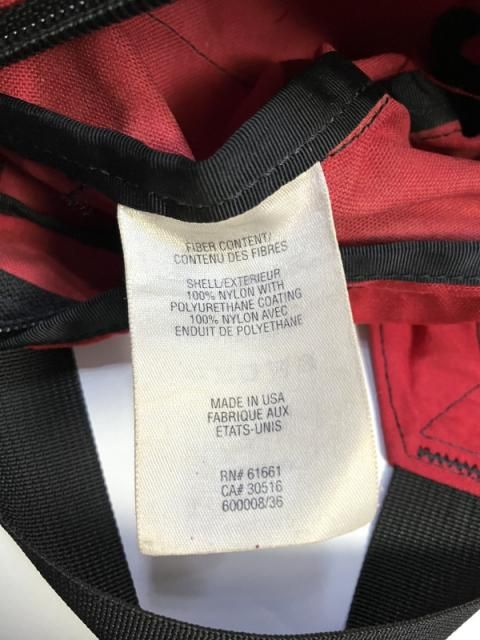 FIBER CONTENT/
CONTENU DES FIBRES
SHELL/EXTERIEUR
100% NYLON WITH
POLYURETHANE COATING
100% NYLON AVEC
ENDUIT DE POLYETHANE
MADE IN USA
FABRIQUE AUX
ETATS-UNIS
RN# 61661
CA# 30516
600008/36